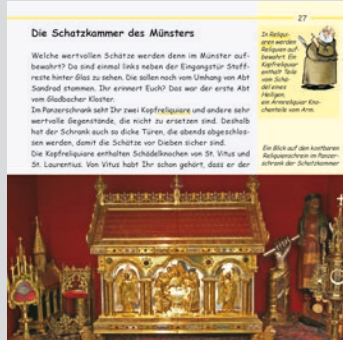 27
Die Schatzkammer des Münsters
Welche wertvollen Schätze werden denn im Münster auf-
bewahrt? Da sind einmal links neben der Eingangstür Stoff-
reste hinter Glas zu sehen. Die sollen noch vom Umhang von Abt
Sandrad stammen. Ihr erinnert Euch? Das war der erste Abt
vom Gladbacher Kloster.
Im Panzerschrank seht Ihr zwei Kopfreliquiare und andere sehr
wertvolle Gegenstände, die nicht zu ersetzen sind. Deshalb
hat der Schrank auch so dicke Türen, die abends abgeschlos-
sen werden, damit die Schätze vor Dieben sicher sind.
Die Kopfreliquiare enthalten Schädelknochen von St. Vitus und
St. Laurentius. Von Vitus habt Ihr schon gehört, dass er der
In Reliqui-
aren werden
Reliquien auf-
bewahrt. Ein
Kopfreliquiar
enthält Teile
vom Schä-
del eines
Heiligen,
ein Armreliquiar Kno-
chenteile vom Arm.
Ein Blick auf den kostbaren
Reliquienschrein im Panzer-
schrank der Schatzkammer